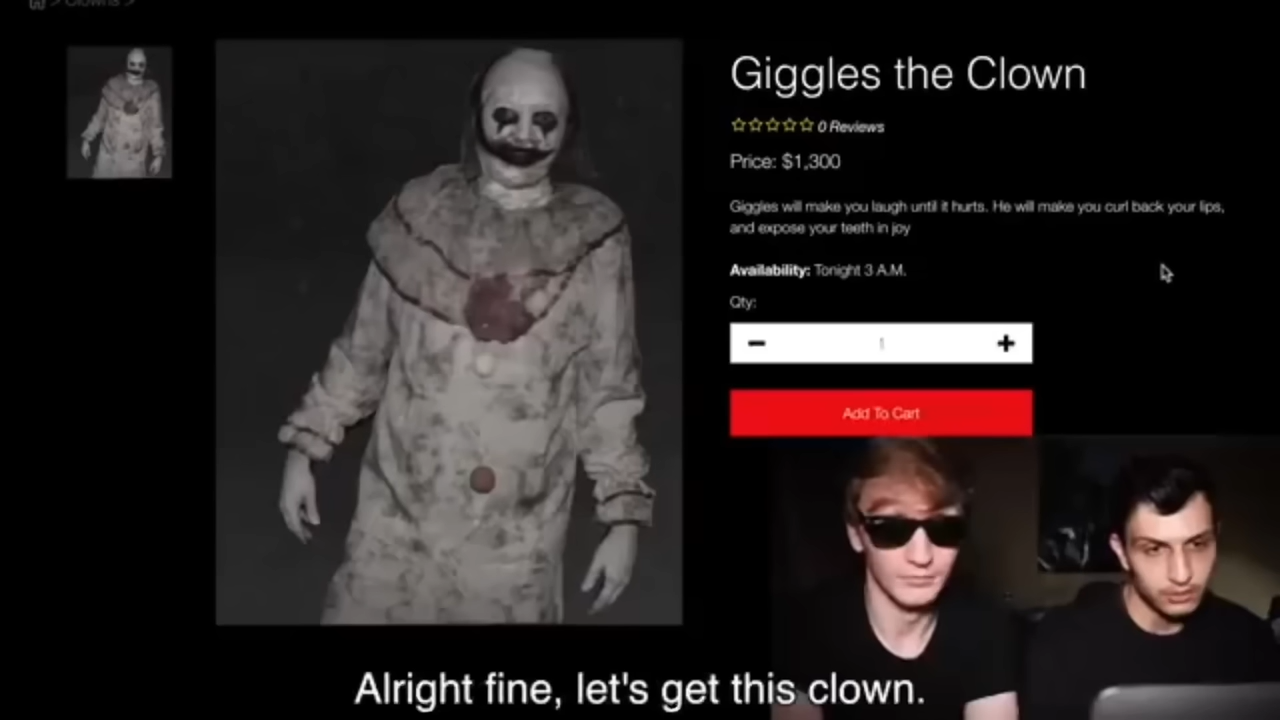 > Clowns >
Giggles the Clown
0 Reviews
Price: $1,300
Giggles will make you laugh until it hurts. He will make you curl back your lips,
and expose your teeth in joy
Availability: Tonight 3 A.M.
Qty:
1
Add To Cart
Alright fine, let's get this clown.